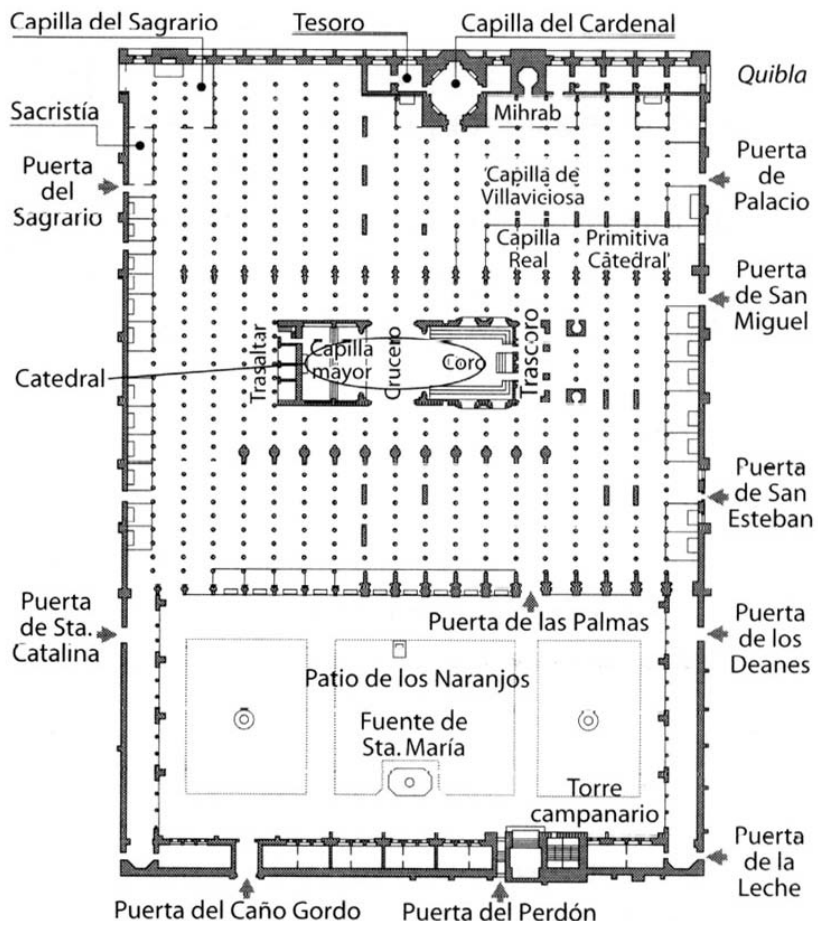 Capilla del Sagrario
Tesoro
Capilla del Cardenal
Quibla
Sacristía
Mihrab
Puerta
del
Sagrario
Puerta
de
Palacio
Capilla de
Villaviciosa
Capilla
Real
Primitiva
Catedral
Puerta
de San
Miguel
Catedral
Trasaltar
Capilla
mayor
Crucero
Coro
Trascoro
Puerta
de San
Esteban
Puerta
de Sta.
Catalina
Puerta de las Palmas
Puerta
de los
Deanes
Patio de los Naranjos
Fuente de
Sta. María
Torre
campanario
Puerta
de la
Leche
Puerta del Caño Gordo
Puerta del Perdón